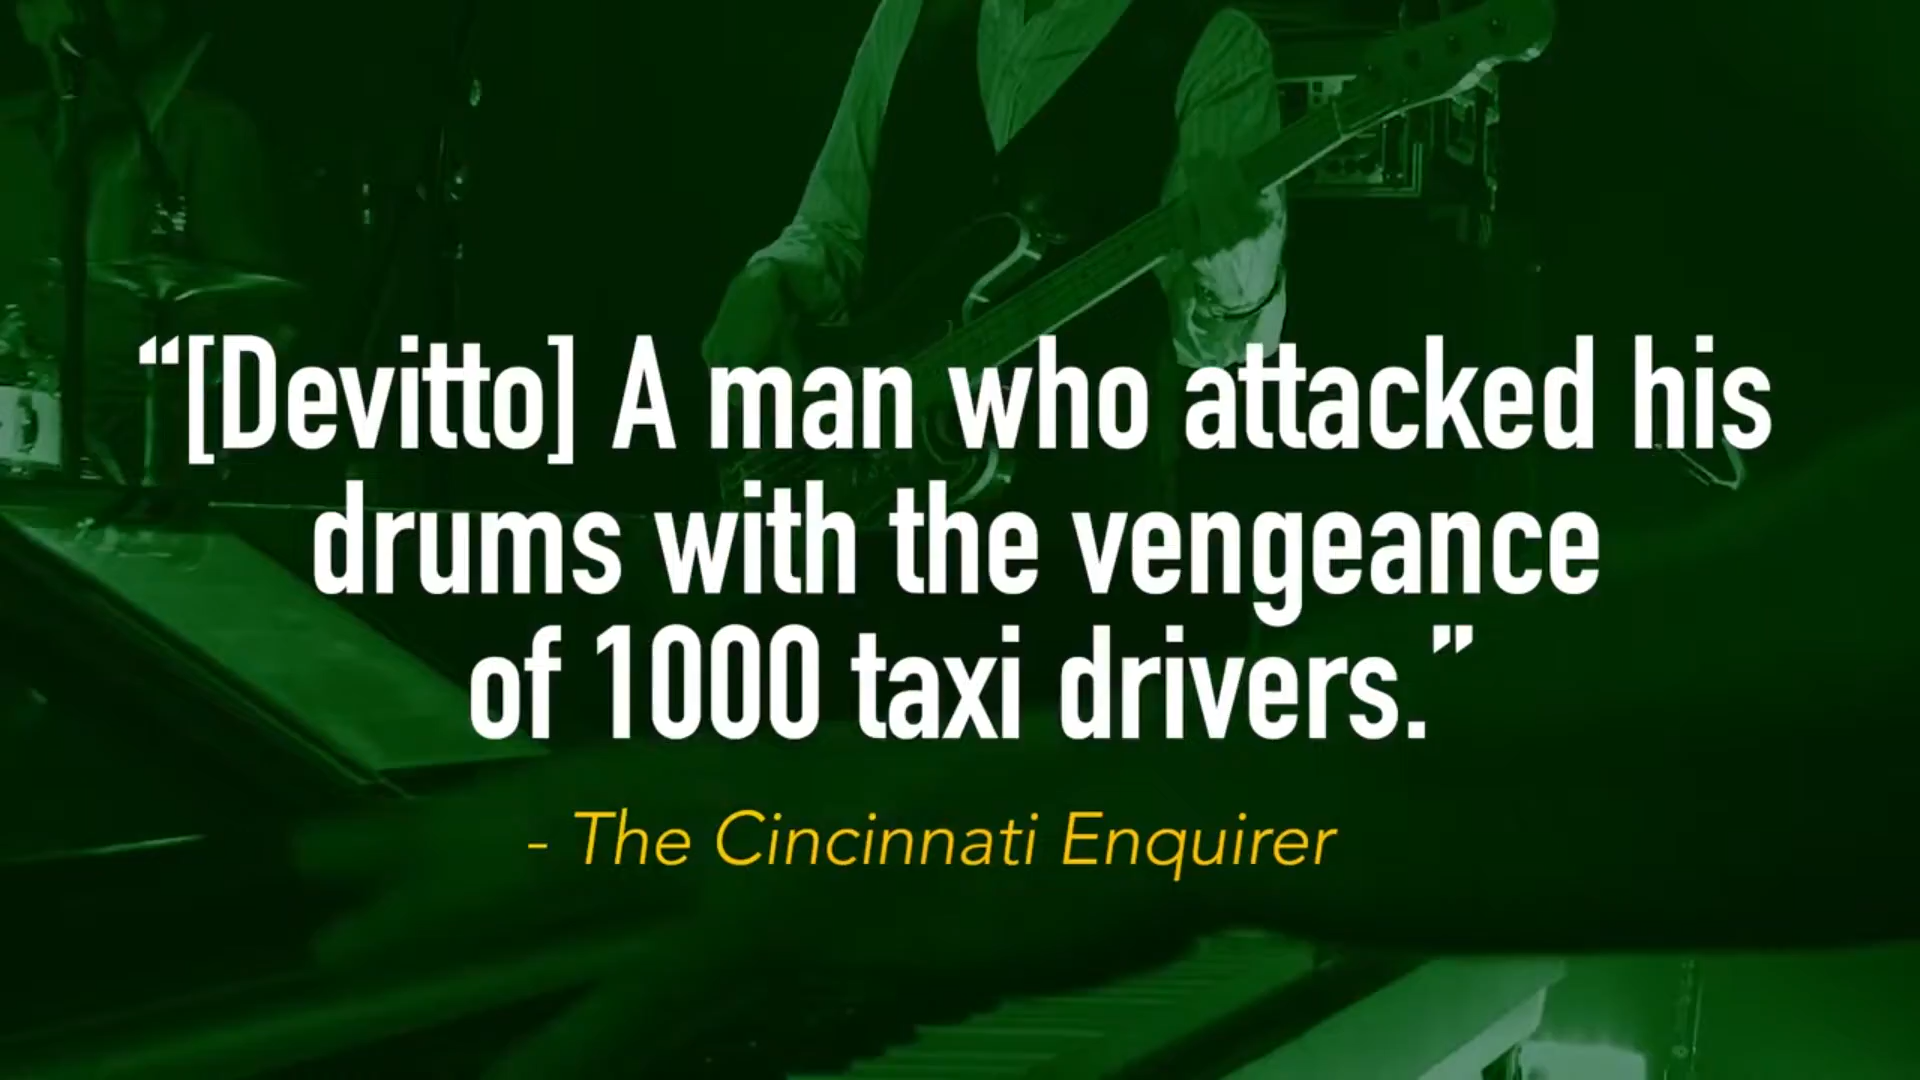 “[Devitto] A man who attacked his
drums with the vengeance
of 1000 taxi drivers.”
- The Cincinnati Enquirer